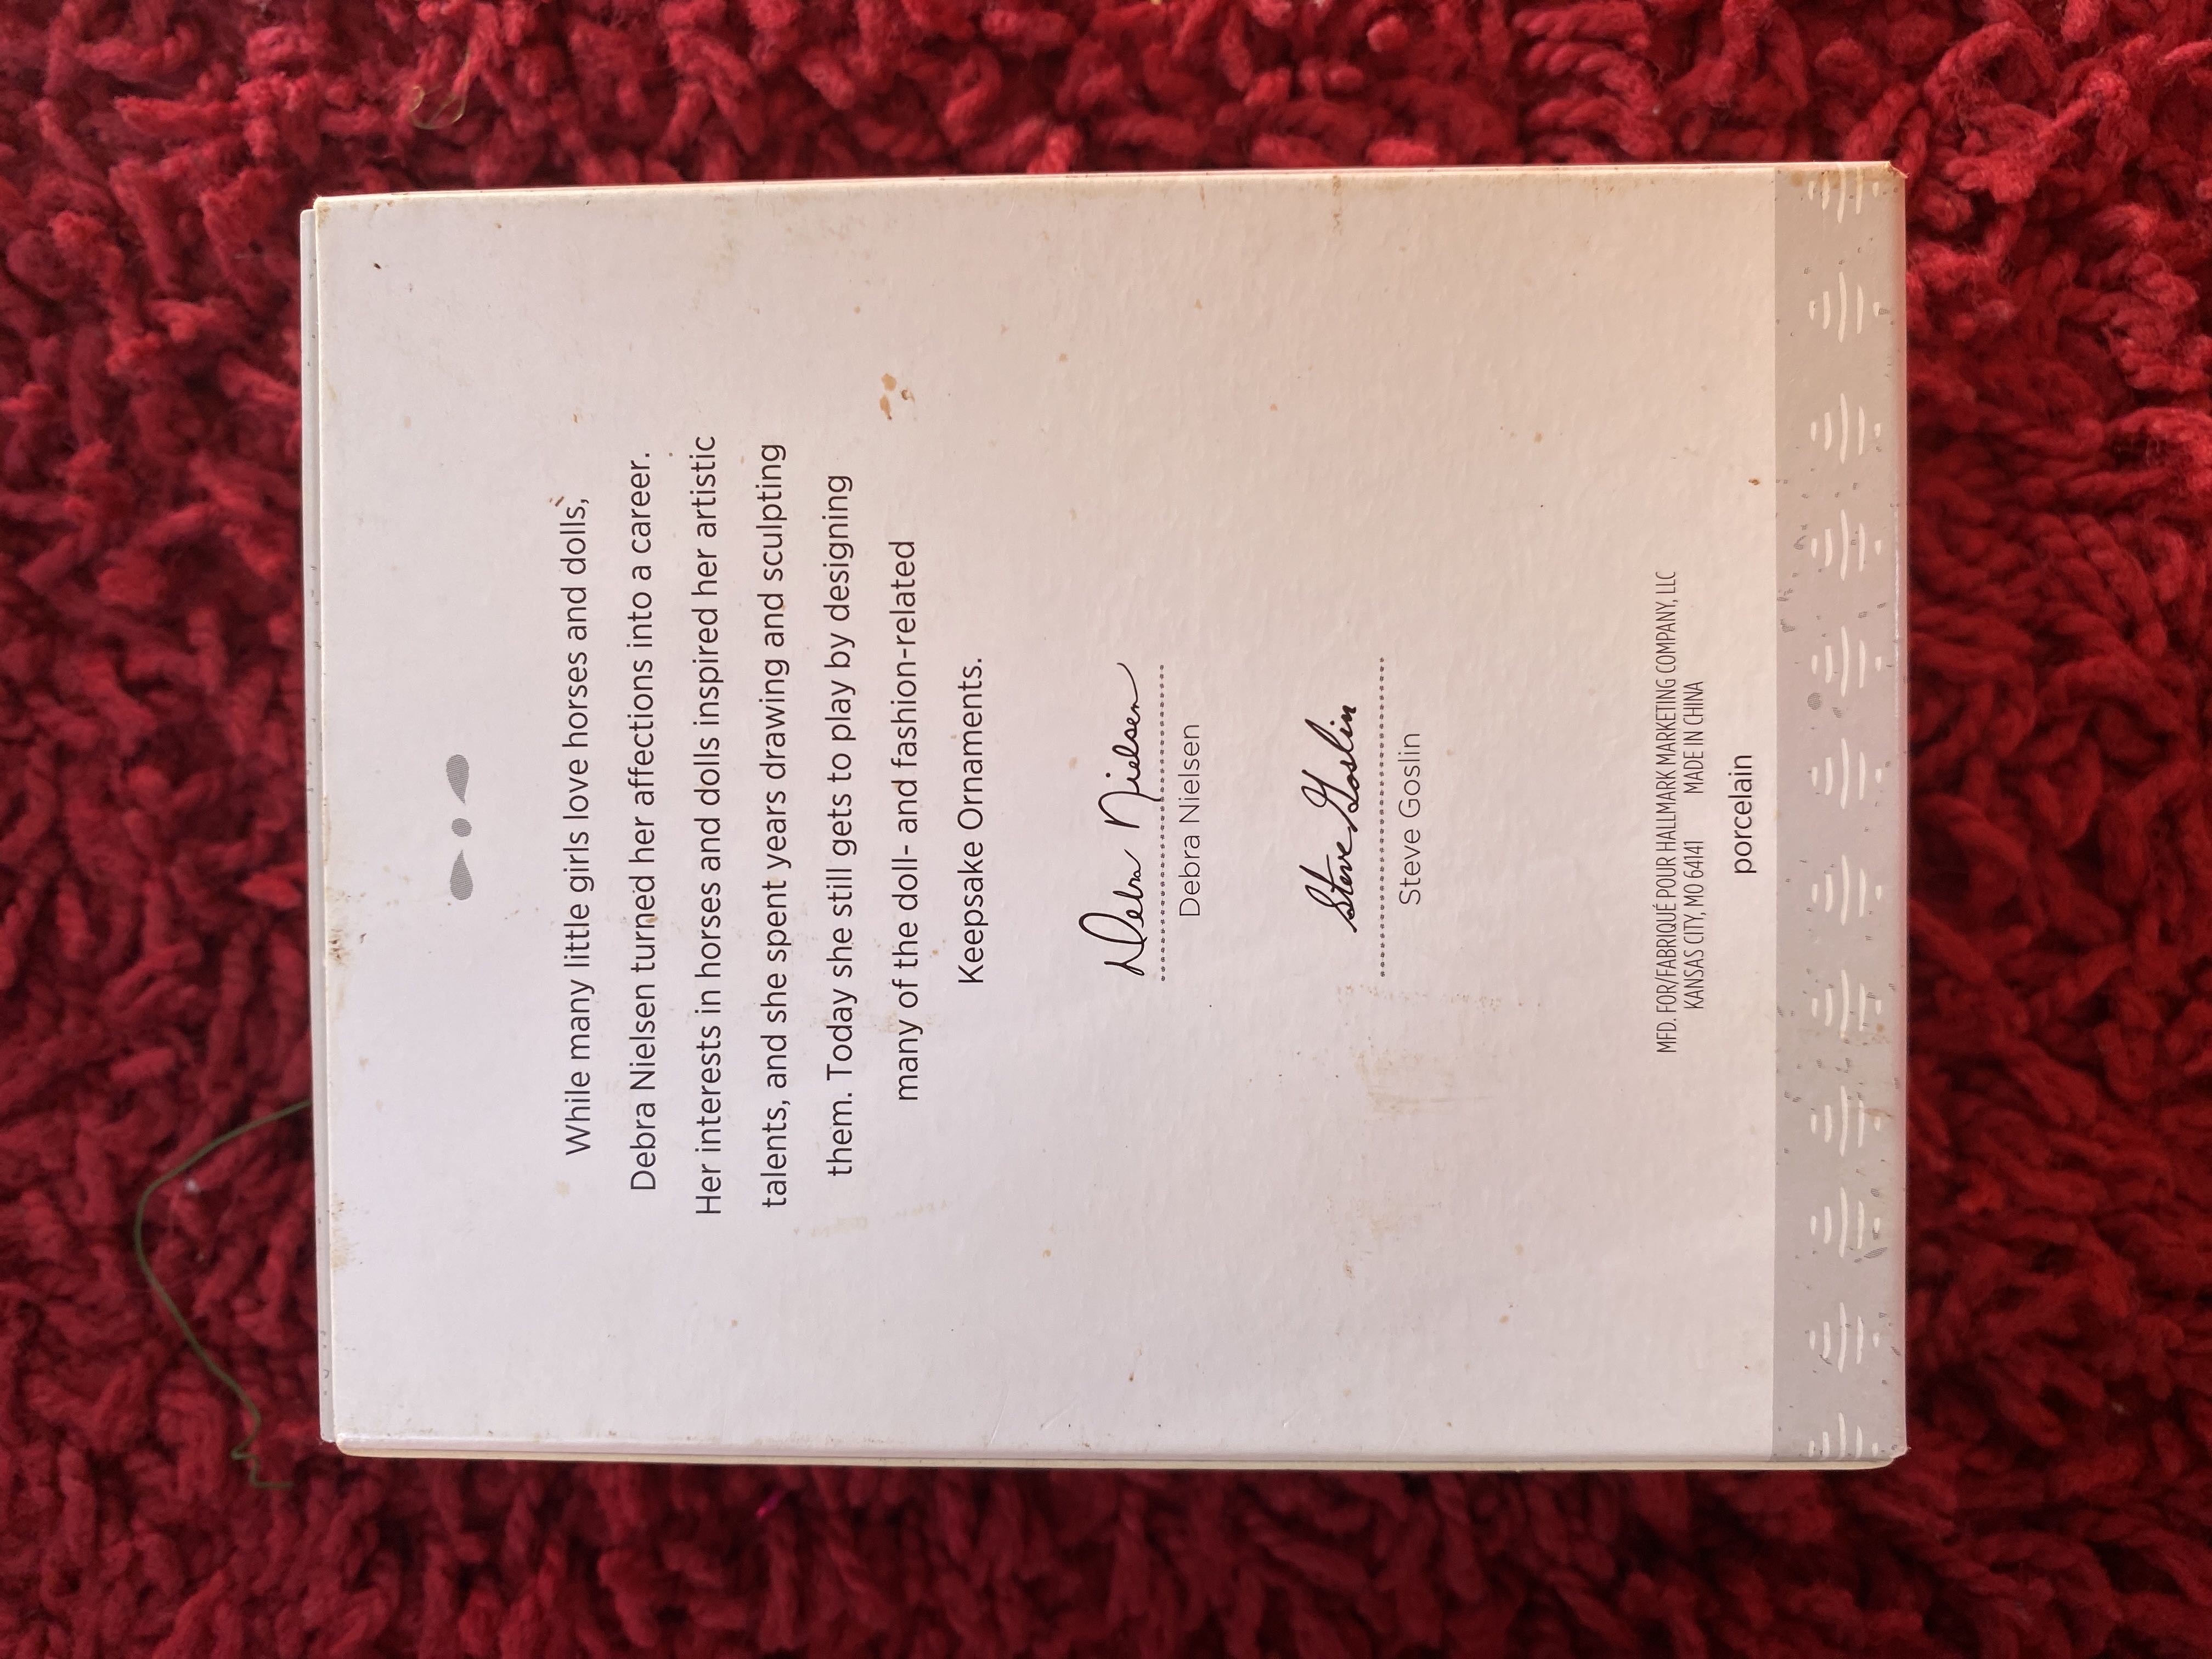 While many little girls love horses and dolls,
Debra Nielsen turned her affections into a career.
Her interests in horses and dolls inspired her artistic
talents, and she spent years drawing and sculpting
them. Today she still gets to play by designing
many of the doll- and fashion-related
Keepsake Ornaments.
Debra Nielsen
Debra Nielsen
Steve Goslin
Steve Goslin
MFD. FOR/FABRIQUÉ POUR HALLMARK MARKETING COMPANY, LLC
KANSAS CITY, MO 64141 MADE IN CHINA
porcelain